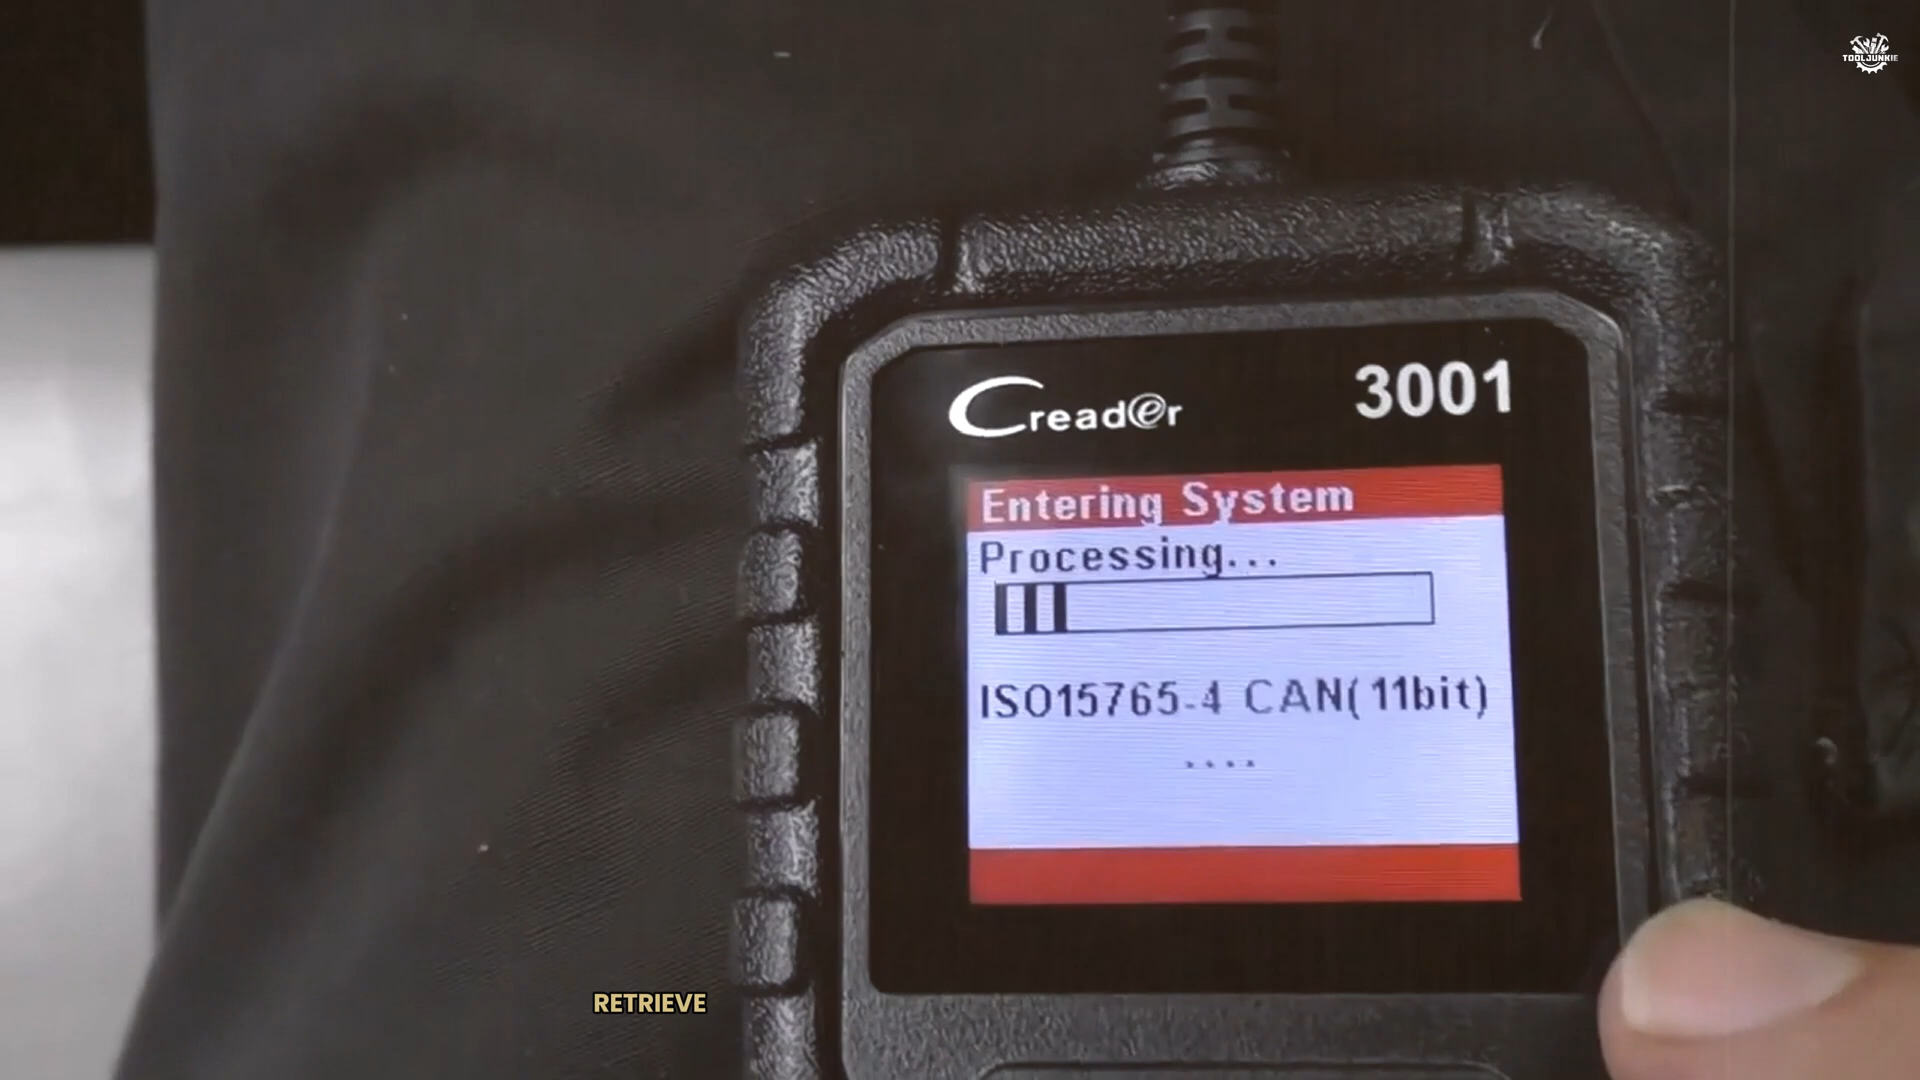 TOOLJUNKIE
Creader
3001
Entering System
Processing...
ISO15765-4 CAN(11bit)
....
RETRIEVE